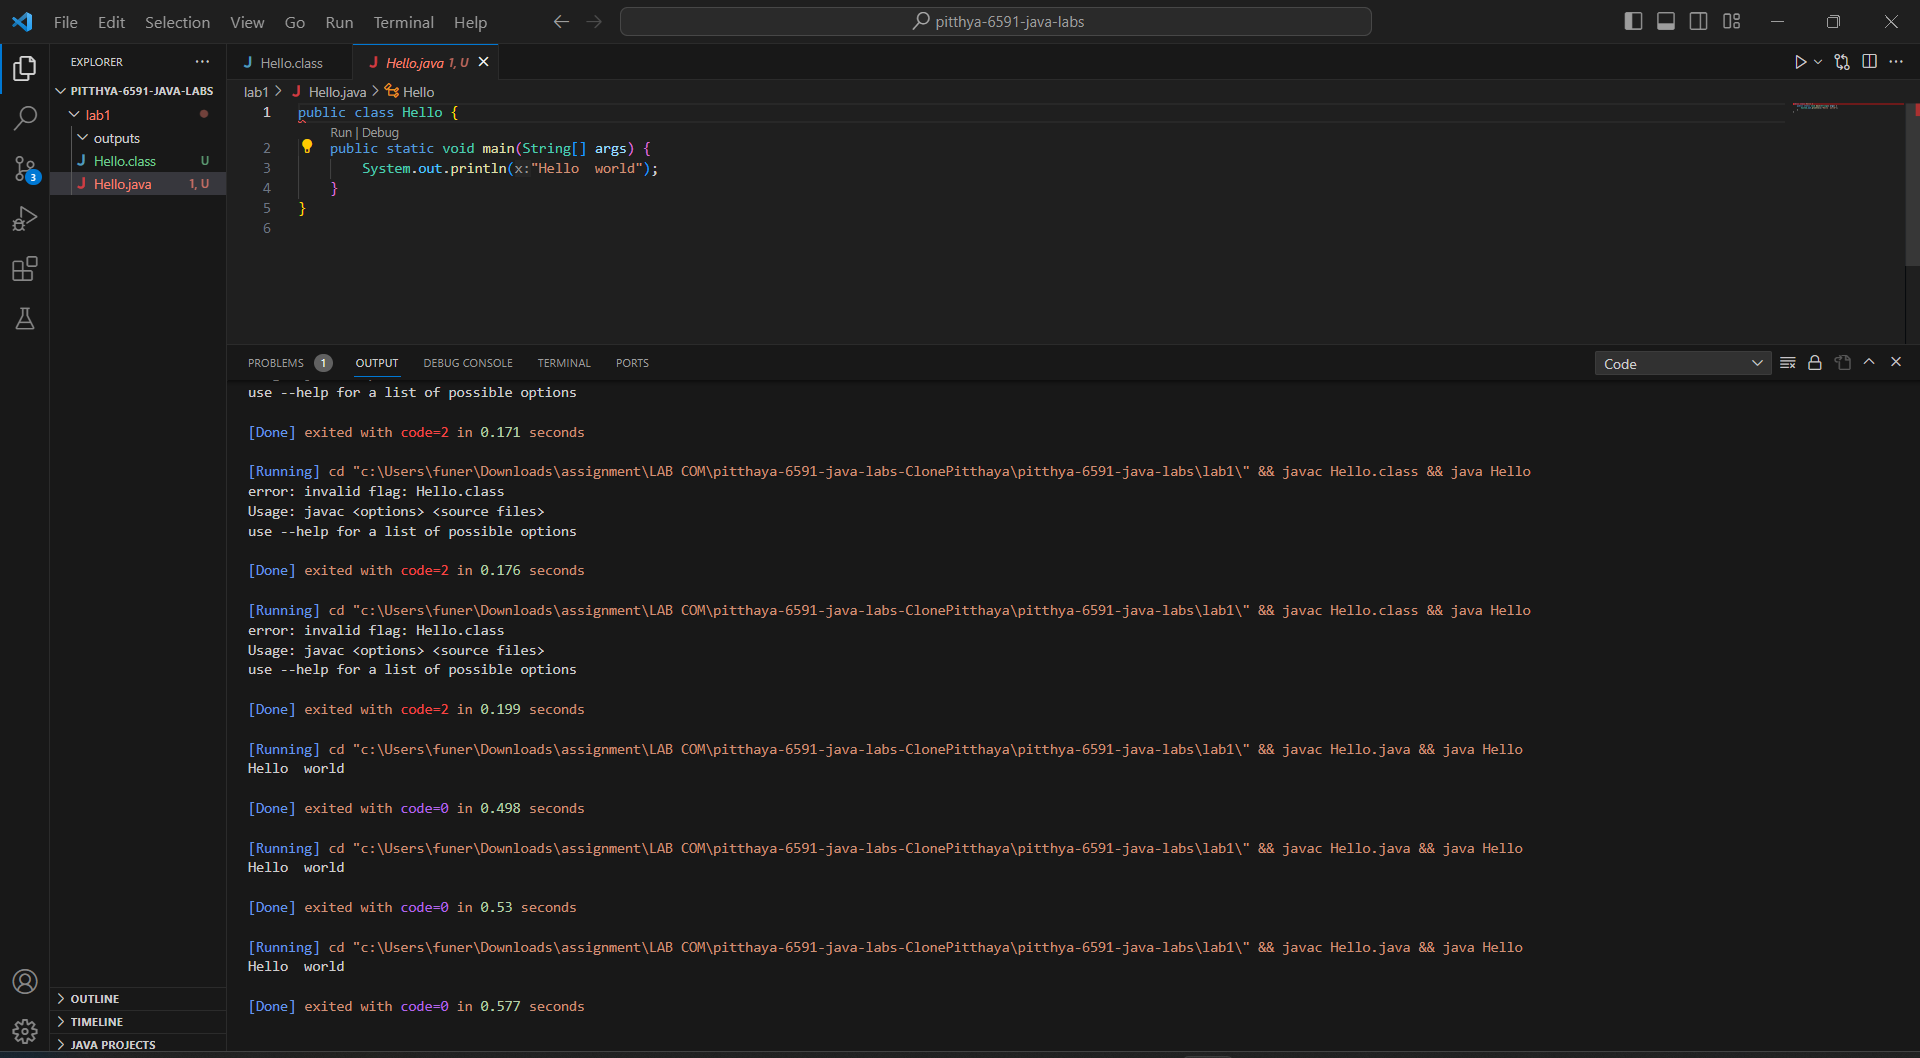 File Edit Selection View Go Run Terminal Help
pitthya-6591-java-labs
EXPLORER
PITTHYA-6591-JAVA-LABS
lab1
outputs
Hello.class U
Hello.java 1, U
OUTLINE
TIMELINE
JAVA PROJECTS
3
Hello.class
Hello.java 1, U
lab1 > Hello.java > Hello
1 public class Hello {
Run | Debug
2 public static void main(String[] args) {
3 System.out.println(x:"Hello  world");
4 }
5 }
6
PROBLEMS 1 OUTPUT DEBUG CONSOLE TERMINAL PORTS
Code
use --help for a list of possible options
[Done] exited with code=2 in 0.171 seconds
[Running] cd "c:\Users\funer\Downloads\assignment\LAB COM\pitthaya-6591-java-labs-ClonePitthaya\pitthya-6591-java-labs\lab1\" && javac Hello.class && java Hello
error: invalid flag: Hello.class
Usage: javac <options> <source files>
use --help for a list of possible options
[Done] exited with code=2 in 0.176 seconds
[Running] cd "c:\Users\funer\Downloads\assignment\LAB COM\pitthaya-6591-java-labs-ClonePitthaya\pitthya-6591-java-labs\lab1\" && javac Hello.class && java Hello
error: invalid flag: Hello.class
Usage: javac <options> <source files>
use --help for a list of possible options
[Done] exited with code=2 in 0.199 seconds
[Running] cd "c:\Users\funer\Downloads\assignment\LAB COM\pitthaya-6591-java-labs-ClonePitthaya\pitthya-6591-java-labs\lab1\" && javac Hello.java && java Hello
Hello  world
[Done] exited with code=0 in 0.498 seconds
[Running] cd "c:\Users\funer\Downloads\assignment\LAB COM\pitthaya-6591-java-labs-ClonePitthaya\pitthya-6591-java-labs\lab1\" && javac Hello.java && java Hello
Hello  world
[Done] exited with code=0 in 0.53 seconds
[Running] cd "c:\Users\funer\Downloads\assignment\LAB COM\pitthaya-6591-java-labs-ClonePitthaya\pitthya-6591-java-labs\lab1\" && javac Hello.java && java Hello
Hello  world
[Done] exited with code=0 in 0.577 seconds